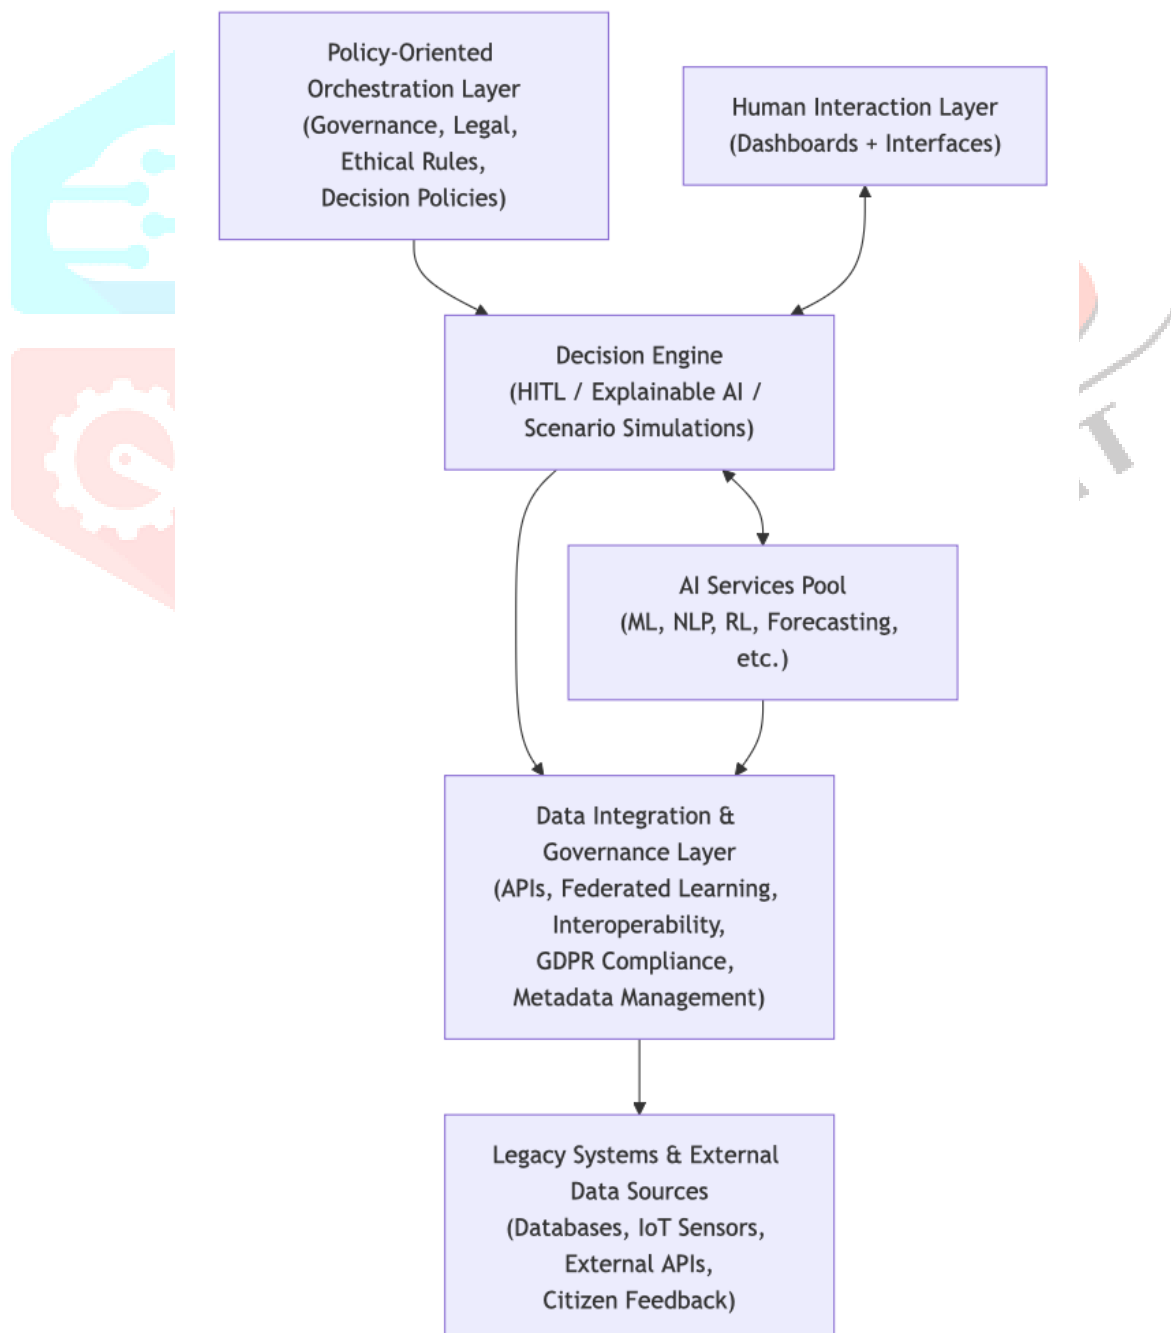 Policy-Oriented
Orchestration Layer
(Governance, Legal,
Ethical Rules,
Decision Policies)
Human Interaction Layer
(Dashboards + Interfaces)
Decision Engine
(HITL / Explainable AI /
Scenario Simulations)
AI Services Pool
(ML, NLP, RL, Forecasting,
etc.)
Data Integration &
Governance Layer
(APIs, Federated Learning,
Interoperability,
GDPR Compliance,
Metadata Management)
Legacy Systems & External
Data Sources
(Databases, IoT Sensors,
External APIs,
Citizen Feedback)